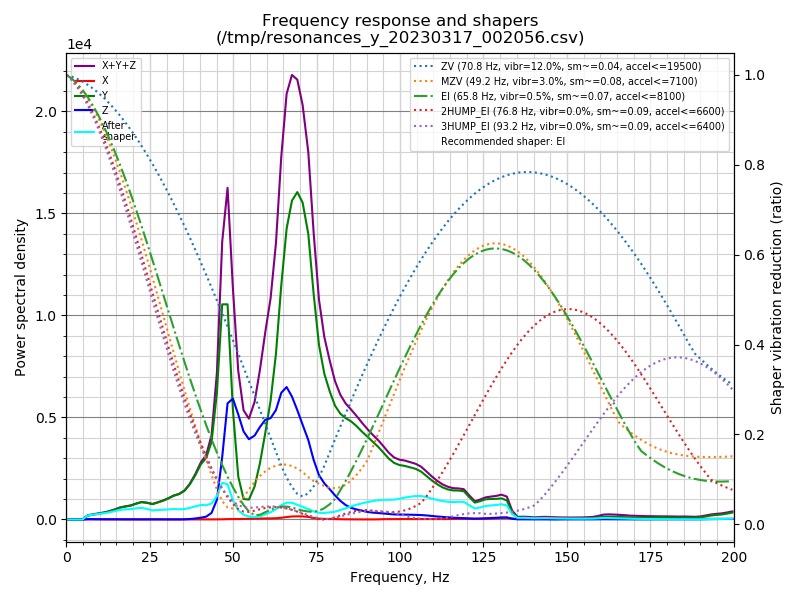 Frequency response and shapers
(/tmp/resonances_y_20230317_002056.csv)
1e4
X+Y+Z
X
Y
Z
After
shaper
ZV (70.8 Hz, vibr=12.0%, sm~=0.04, accel<=19500)
MZV (49.2 Hz, vibr=3.0%, sm~=0.08, accel<=7100)
EI (65.8 Hz, vibr=0.5%, sm~=0.07, accel<=8100)
2HUMP_EI (76.8 Hz, vibr=0.0%, sm~=0.09, accel<=6600)
3HUMP_EI (93.2 Hz, vibr=0.0%, sm~=0.09, accel<=6400)
Recommended shaper: EI
Power spectral density
2.0
1.5
1.0
0.5
0.0
1.0
0.8
0.6
0.4
0.2
0.0
Shaper vibration reduction (ratio)
0 25 50 75 100 125 150 175 200
Frequency, Hz